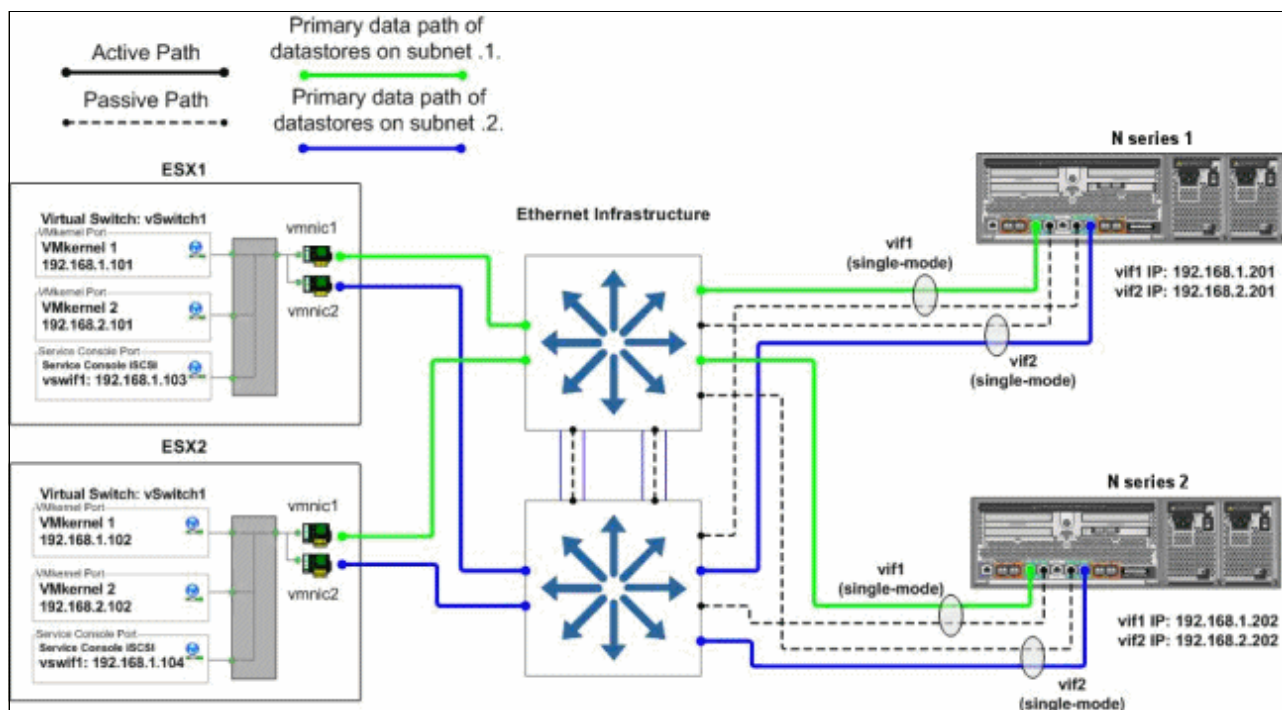 Active Path
Passive Path
Primary data path of
datastores on subnet .1.
Primary data path of
datastores on subnet .2.
ESX1
Virtual Switch: vSwitch1
VMkernel Port
VMkernel 1
192.168.1.101
VMkernel Port
VMkernel 2
192.168.2.101
Service Console Port
Service Console iSCSI
vswif1: 192.168.1.103
vmnic1
vmnic2
ESX2
Virtual Switch: vSwitch1
VMkernel Port
VMkernel 1
192.168.1.102
VMkernel Port
VMkernel 2
192.168.2.102
Service Console Port
Service Console iSCSI
vswif1: 192.168.1.104
vmnic1
vmnic2
Ethernet Infrastructure
N series 1
vif1
(single-mode)
vif2
(single-mode)
vif1 IP: 192.168.1.201
vif2 IP: 192.168.2.201
N series 2
vif1
(single-mode)
vif2
(single-mode)
vif1 IP: 192.168.1.202
vif2 IP: 192.168.2.202